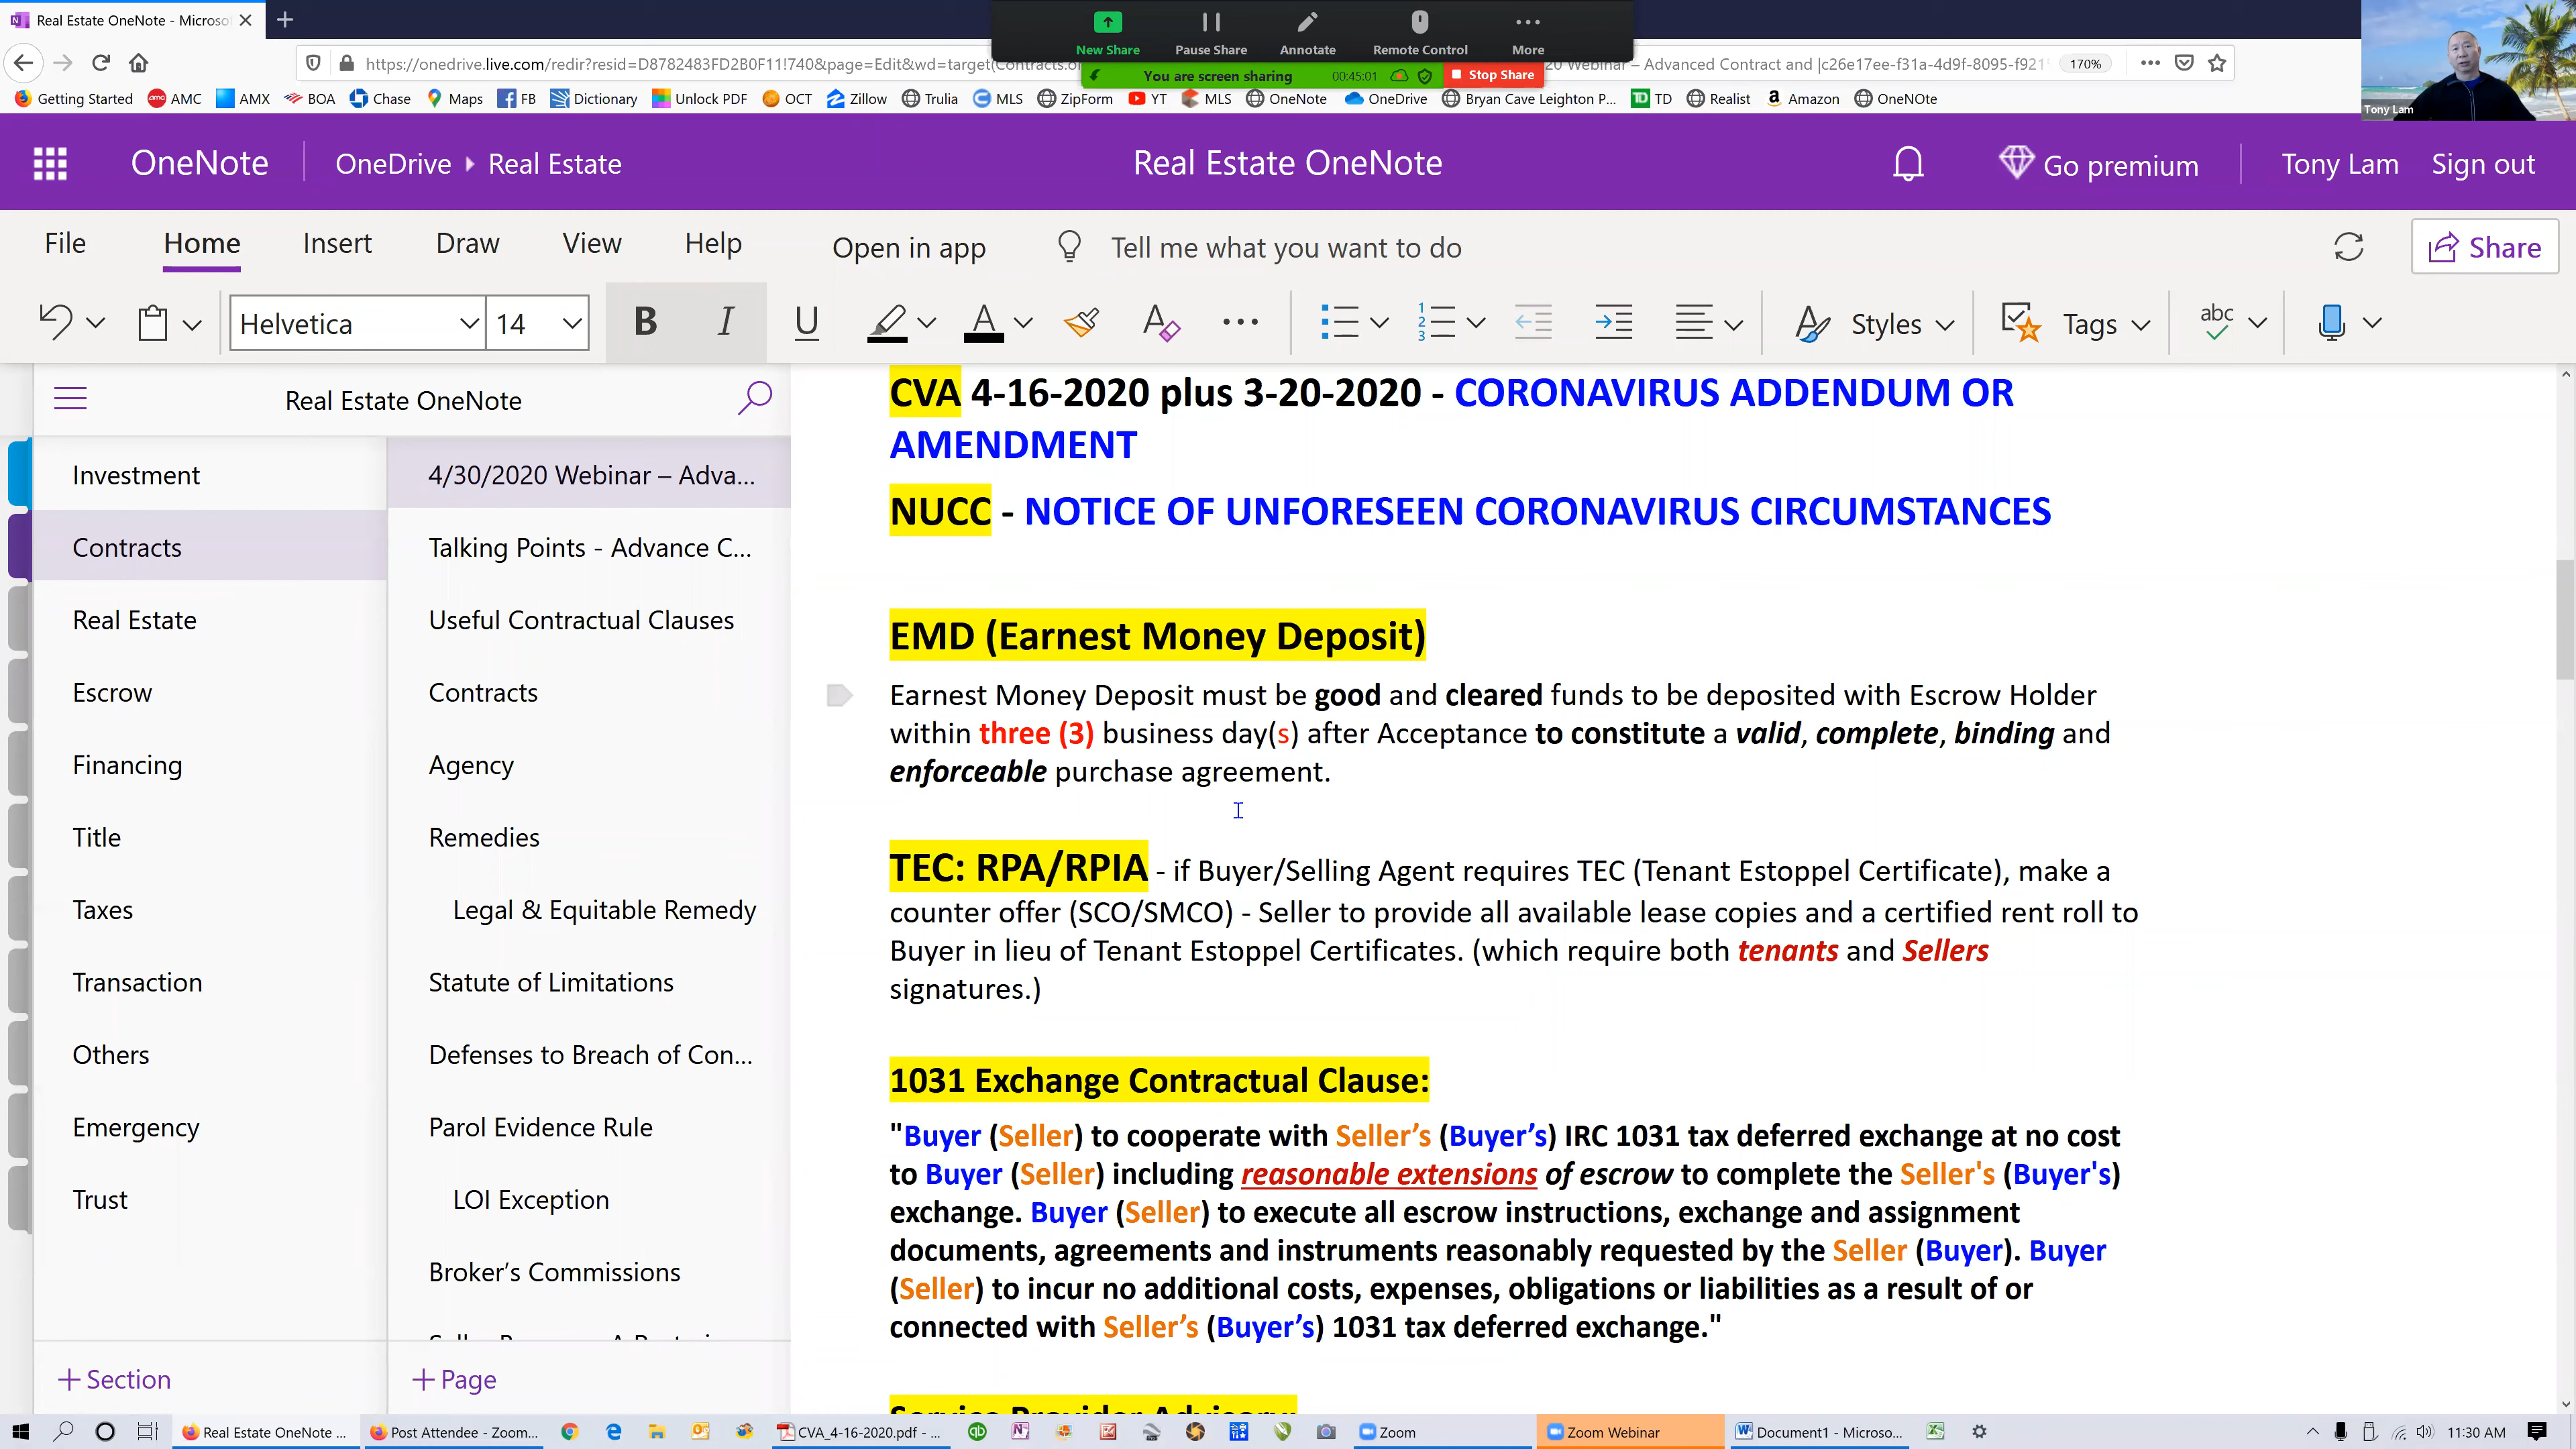 Real Estate OneNote - Microso
New Share
Pause Share
Annotate
Remote Control
More
https://onedrive.live.com/redir?resid=D8782483FD2B0F11!740&page=Edit&wd=target(Contracts.o
20 Webinar – Advanced Contract and |c26e17ee-f31a-4d9f-8095-f921
170%
You are screen sharing
00:45:01
Stop Share
Tony Lam
Getting Started
AMC
AMX
BOA
Chase
Maps
FB
Dictionary
Unlock PDF
OCT
Zillow
Trulia
MLS
ZipForm
YT
MLS
OneNote
OneDrive
Bryan Cave Leighton P...
TD
Realist
Amazon
OneNOte
OneNote
OneDrive
Real Estate
Real Estate OneNote
Go premium
Tony Lam
Sign out
File
Home
Insert
Draw
View
Help
Open in app
Tell me what you want to do
Share
Helvetica
14
B
I
U
A
Styles
Tags
abc
Real Estate OneNote
Investment
Contracts
Real Estate
Escrow
Financing
Title
Taxes
Transaction
Others
Emergency
Trust
+ Section
4/30/2020 Webinar – Adva...
Talking Points - Advance C...
Useful Contractual Clauses
Contracts
Agency
Remedies
Legal & Equitable Remedy
Statute of Limitations
Defenses to Breach of Con...
Parol Evidence Rule
LOI Exception
Broker's Commissions
+ Page
CVA 4-16-2020 plus 3-20-2020 - CORONAVIRUS ADDENDUM OR
AMENDMENT
NUCC - NOTICE OF UNFORESEEN CORONAVIRUS CIRCUMSTANCES
EMD (Earnest Money Deposit)
Earnest Money Deposit must be good and cleared funds to be deposited with Escrow Holder
within three (3) business day(s) after Acceptance to constitute a valid, complete, binding and
enforceable purchase agreement.
TEC: RPA/RPIA - if Buyer/Selling Agent requires TEC (Tenant Estoppel Certificate), make a
counter offer (SCO/SMCO) - Seller to provide all available lease copies and a certified rent roll to
Buyer in lieu of Tenant Estoppel Certificates. (which require both tenants and Sellers
signatures.)
1031 Exchange Contractual Clause:
"Buyer (Seller) to cooperate with Seller's (Buyer's) IRC 1031 tax deferred exchange at no cost
to Buyer (Seller) including reasonable extensions of escrow to complete the Seller's (Buyer's)
exchange. Buyer (Seller) to execute all escrow instructions, exchange and assignment
documents, agreements and instruments reasonably requested by the Seller (Buyer). Buyer
(Seller) to incur no additional costs, expenses, obligations or liabilities as a result of or
connected with Seller's (Buyer's) 1031 tax deferred exchange."
Service Provider Advisory:
Real Estate OneNote ...
Post Attendee - Zoom...
CVA_4-16-2020.pdf - ...
Zoom
Zoom Webinar
Document1 - Microso...
11:30 AM